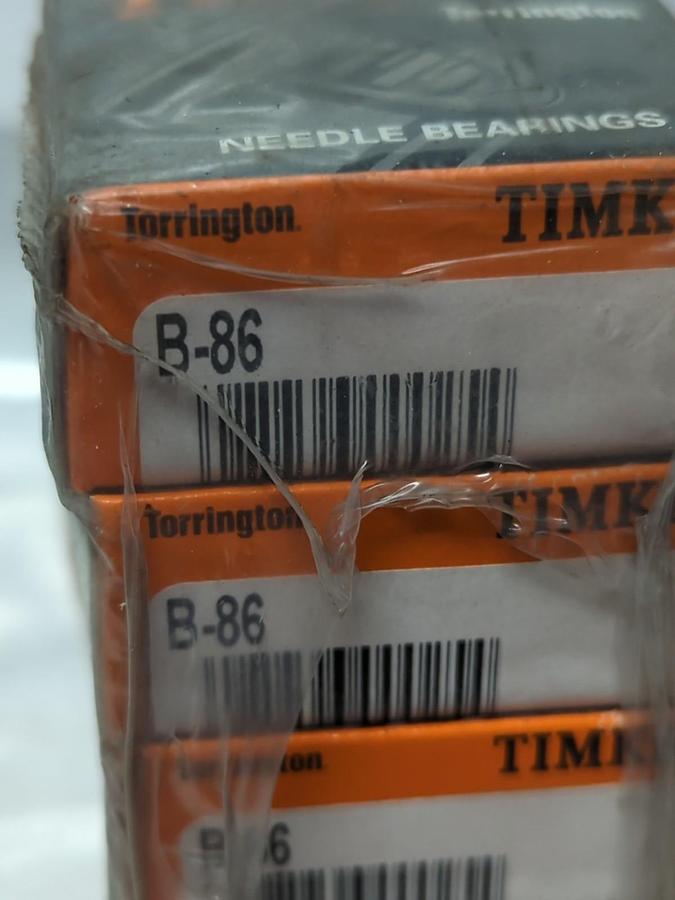 Torrington
NEEDLE BEARINGS
Torrington. TIMK
B-86
Torrington TIMK
B-86
TIMK